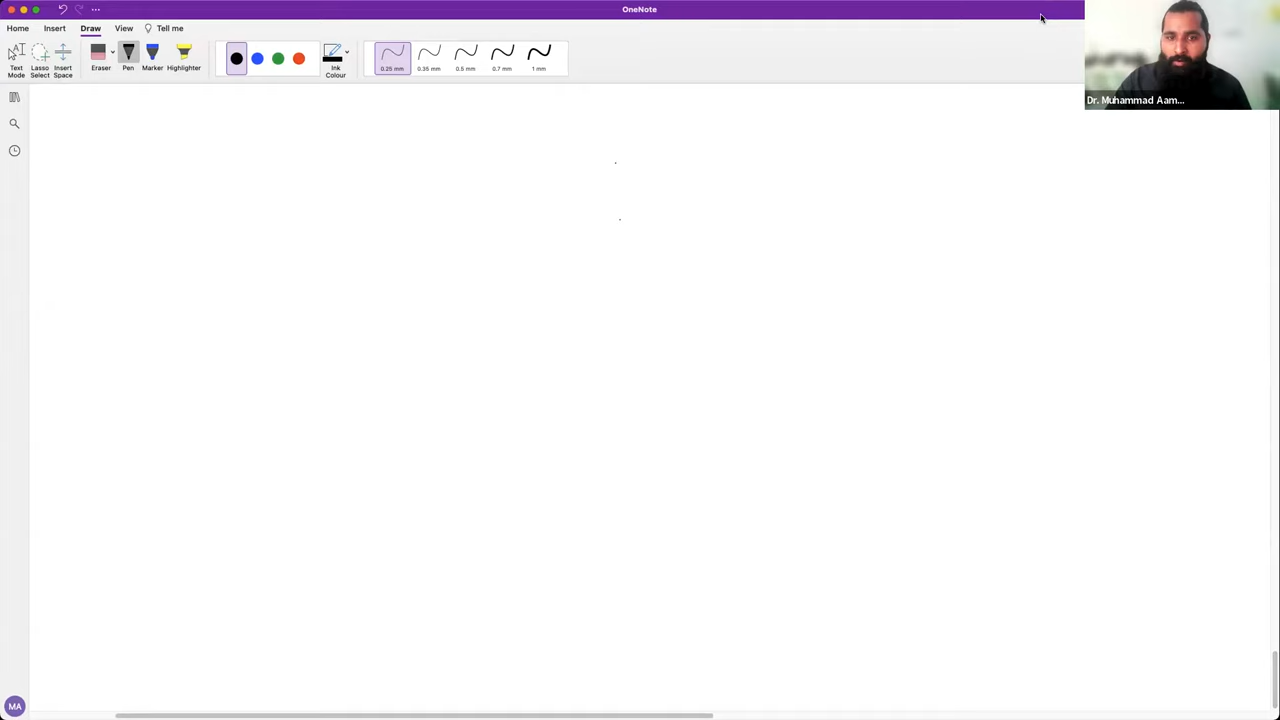 OneNote
Home Insert Draw View Tell me
Text Mode
Lasso Select
Insert Space
Eraser
Pen
Marker
Highlighter
Ink Colour
0.25 mm
0.35 mm
0.5 mm
0.7 mm
1 mm
Dr. Muhammad Aam...
MA